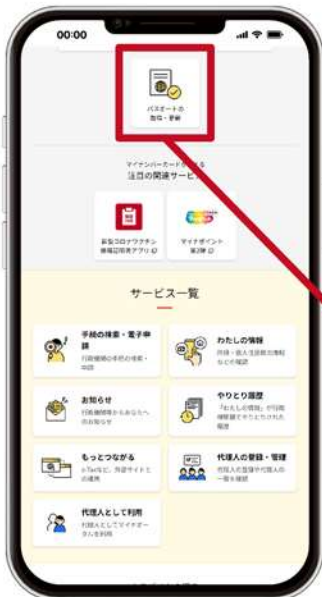 00:00
パスポートの
取得・更新
マイナンバーカードが使える
注目の関連サービス
新型コロナワクチン
接種証明書アプリ
マイナポイント
第2弾
サービス一覧
手続の検索・電子申
請
行政機関の手続の検索・
申請
わたしの情報
所得・個人住民税の情報
などの確認
お知らせ
行政機関等からあなたへ
のお知らせ
やりとり履歴
「わたしの情報」が行政
機関間でやりとりされた
履歴
もっとつながる
e-Taxなど、外部サイトと
の連携
代理人の登録・管理
代理人の登録や代理人の
一覧を確認
代理人として利用
代理人としてマイナポー
タルを利用